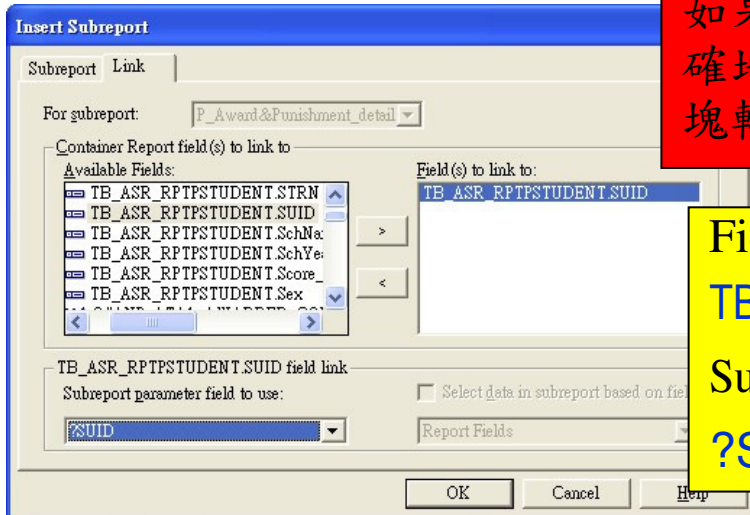 Insert Subreport
Subreport Link
For subreport: P_Award&Punishment_detail
Container Report field(s) to link to
Available Fields:
TB_ASR_RPTPSTUDENT.STRN
TB_ASR_RPTPSTUDENT.SUID
TB_ASR_RPTPSTUDENT.SchNa
TB_ASR_RPTPSTUDENT.SchYe
TB_ASR_RPTPSTUDENT.Score_
TB_ASR_RPTPSTUDENT.Sex
>
<
Field(s) to link to:
TB_ASR_RPTPSTUDENT.SUID
TB_ASR_RPTPSTUDENT.SUID field link
Subreport parameter field to use:
?SUID
Select data in subreport based on fiel
Report Fields
OK Cancel Help
如果
確
塊
Fi
TB
Su
?S